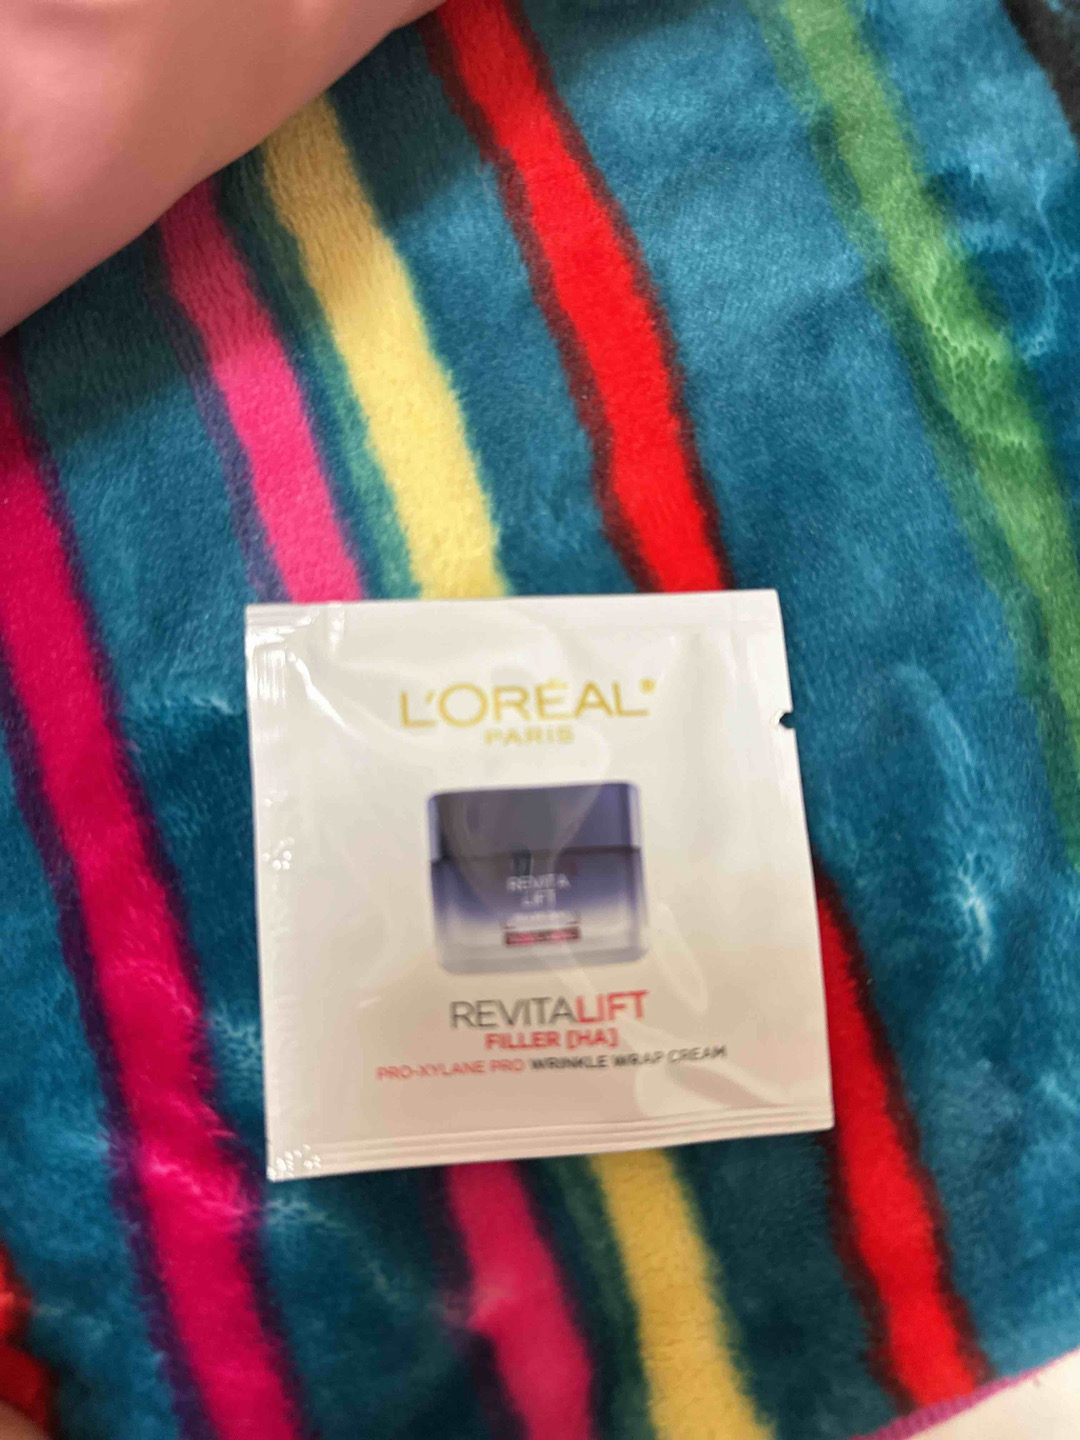 L'ORÉAL
PARIS
REVITA
LIFT
REVITALIFT
FILLER [HA]
PRO-XYLANE PRO WRINKLE WRAP CREAM